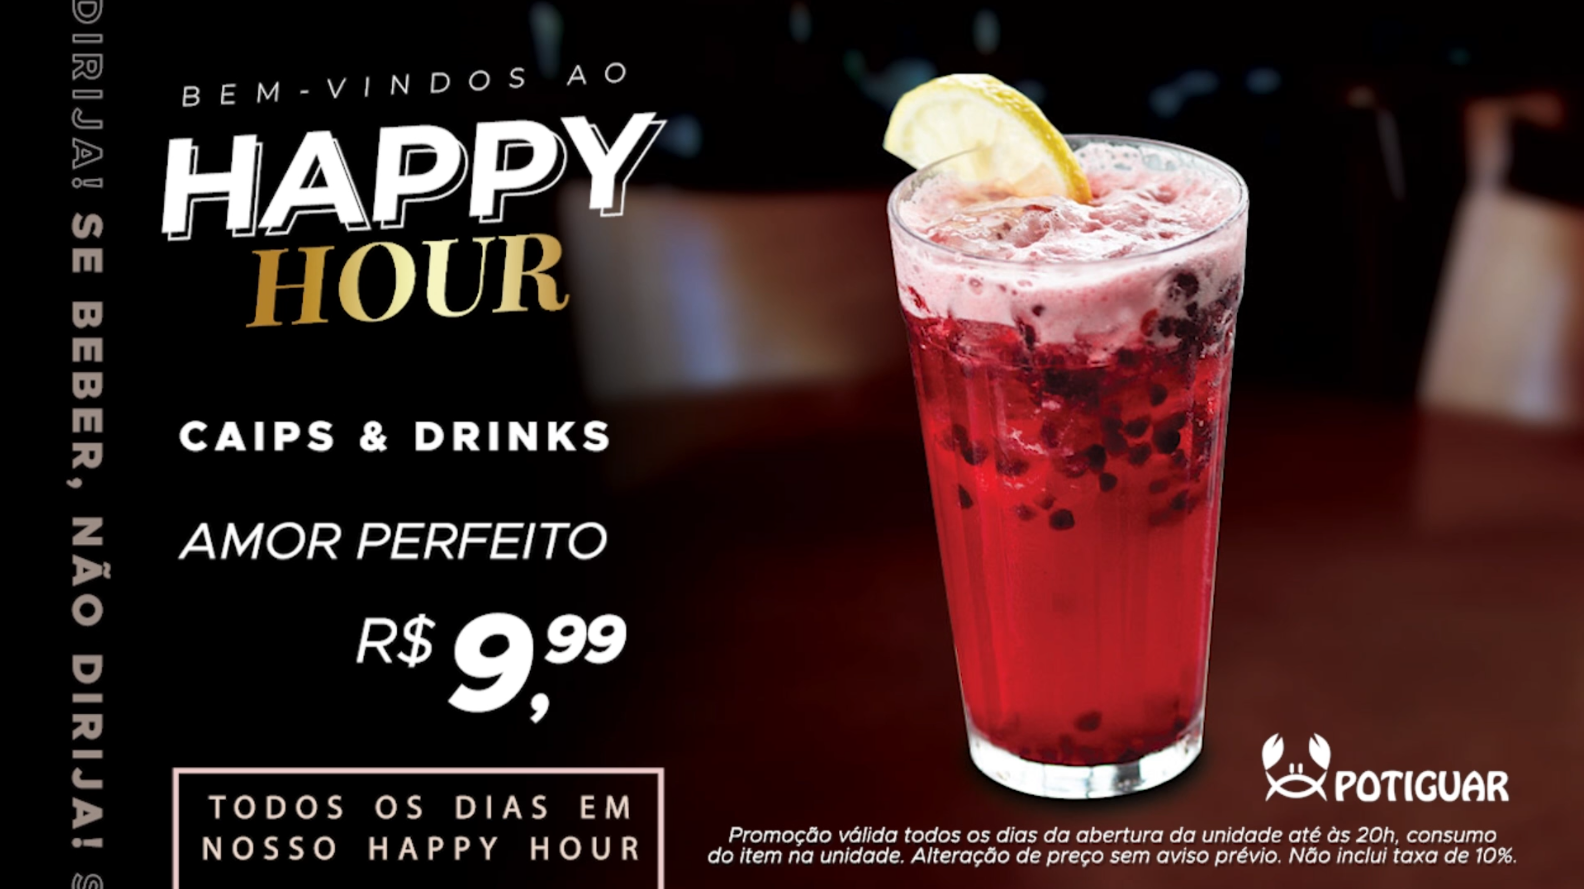 BEM-VINDOS AO
HAPPY
HOUR
CAIPS & DRINKS
AMOR PERFEITO
R$ 9,99
TODOS OS DIAS EM
NOSSO HAPPY HOUR
DIRIJA! SE BEBER, NÃO DIRIJA! S
POTIGUAR
Promoção válida todos os dias da abertura da unidade até às 20h, consumo
do item na unidade. Alteração de preço sem aviso prévio. Não inclui taxa de 10%.